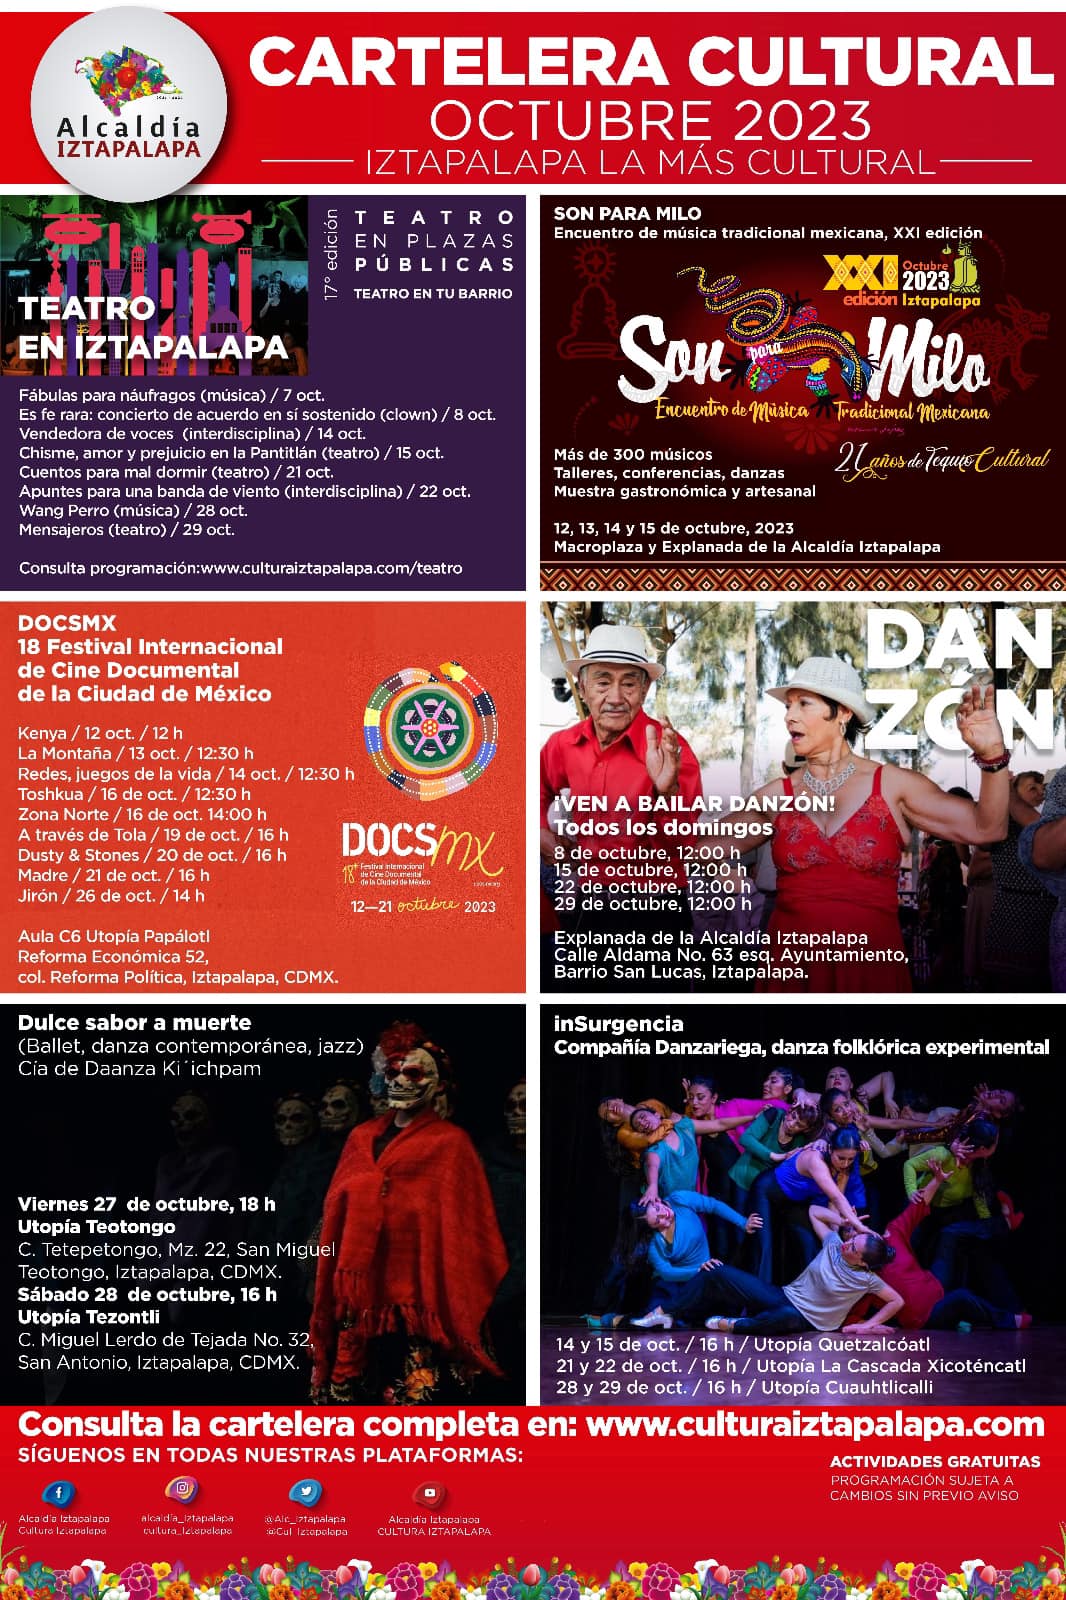 Alcaldía
IZTAPALAPA
CARTELERA CULTURAL
OCTUBRE 2023
IZTAPALAPA LA MÁS CULTURAL
TEATRO
EN IZTAPALAPA
17° edición
TEATRO
EN PLAZAS
PÚBLICAS
TEATRO EN TU BARRIO
Fábulas para náufragos (música) / 7 oct.
Es fe rara: concierto de acuerdo en sí sostenido (clown) / 8 oct.
Vendedora de voces (interdisciplina) / 14 oct.
Chisme, amor y prejuicio en la Pantitlán (teatro) / 15 oct.
Cuentos para mal dormir (teatro) / 21 oct.
Apuntes para una banda de viento (interdisciplina) / 22 oct.
Wang Perro (música) / 28 oct.
Mensajeros (teatro) / 29 oct.
Consulta programación:www.culturaiztapalapa.com/teatro
SON PARA MILO
Encuentro de música tradicional mexicana, XXI edición
XXI
edición
Octubre
2023
Iztapalapa
Son para Milo
Encuentro de Música Tradicional Mexicana
21 años de Tequio Cultural
Más de 300 músicos
Talleres, conferencias, danzas
Muestra gastronómica y artesanal
12, 13, 14 y 15 de octubre, 2023
Macroplaza y Explanada de la Alcaldía Iztapalapa
DOCSMX
18 Festival Internacional
de Cine Documental
de la Ciudad de México
Kenya / 12 oct. / 12 h
La Montaña / 13 oct. / 12:30 h
Redes, juegos de la vida / 14 oct. / 12:30 h
Toshkua / 16 de oct. / 12:30 h
Zona Norte / 16 de oct. 14:00 h
A través de Tola / 19 de oct. / 16 h
Dusty & Stones / 20 de oct. / 16 h
Madre / 21 de oct. / 16 h
Jirón / 26 de oct. / 14 h
DOCSMX
18°
Festival Internacional
de Cine Documental
de la Ciudad de México
12—21 octubre 2023
Aula C6 Utopía Papálotl
Reforma Económica 52,
col. Reforma Política, Iztapalapa, CDMX.
DAN
ZÓN
¡VEN A BAILAR DANZÓN!
Todos los domingos
8 de octubre, 12:00 h
15 de octubre, 12:00 h
22 de octubre, 12:00 h
29 de octubre, 12:00 h
Explanada de la Alcaldía Iztapalapa
Calle Aldama No. 63 esq. Ayuntamiento,
Barrio San Lucas, Iztapalapa.
Dulce sabor a muerte
(Ballet, danza contemporánea, jazz)
Cía de Daanza Ki´ichpam
Viernes 27 de octubre, 18 h
Utopía Teotongo
C. Tetepetongo, Mz. 22, San Miguel
Teotongo, Iztapalapa, CDMX.
Sábado 28 de octubre, 16 h
Utopía Tezontli
C. Miguel Lerdo de Tejada No. 32,
San Antonio, Iztapalapa, CDMX.
inSurgencia
Compañía Danzariega, danza folklórica experimental
14 y 15 de oct. / 16 h / Utopía Quetzalcóatl
21 y 22 de oct. / 16 h / Utopía La Cascada Xicoténcatl
28 y 29 de oct. / 16 h / Utopía Cuauhtlicalli
Consulta la cartelera completa en: www.culturaiztapalapa.com
SÍGUENOS EN TODAS NUESTRAS PLATAFORMAS:
Alcaldía Iztapalapa
Cultura Iztapalapa
alcaldía_Iztapalapa
cultura_Iztapalapa
@Alc_Iztapalapa
@Cul_Iztapalapa
Alcaldía Iztapalapa
CULTURA IZTAPALAPA
ACTIVIDADES GRATUITAS
PROGRAMACIÓN SUJETA A
CAMBIOS SIN PREVIO AVISO